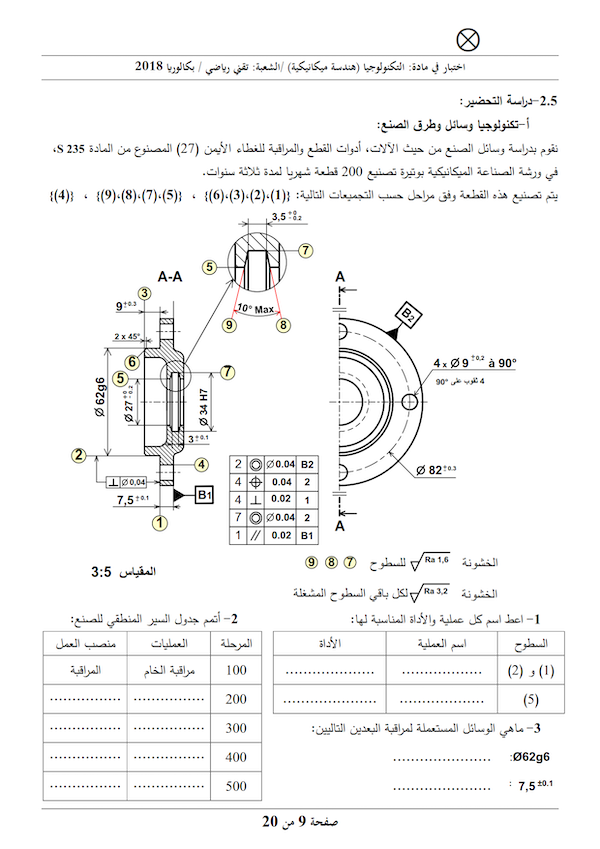 اختبار في مادة: التكنولوجيا (هندسة ميكانيكية) /الشعبة: تقني رياضي / بكالوريا 2018
2.5-دراسة التحضير:
أ-تكنولوجيا وسائل وطرق الصنع:
نقوم بدراسة وسائل الصنع من حيث الآلات، أدوات القطع والمراقبة للغطاء الأيمن (27) المصنوع من المادة S 235،
في ورشة الصناعة الميكانيكية بوتيرة تصنيع 200 قطعة شهريا لمدة ثلاثة سنوات.
يتم تصنيع هذه القطعة وفق مراحل حسب التجميعات التالية: {(1)،(2)،(3)،(6)} ، {(5)،(7)،(8)،(9)} ، {(4)}
3,5 +0 -0.2
7
5
A-A
A
3
9 ±0.3
9
10° Max
8
B2
2 x 45°
6
5
7
4 x Ø 9 ±0,2 à 90°
4 ثقوب على 90°
Ø 62g6
Ø 27 +0 -0.2
Ø 34 H7
3 ±0.1
2
4
⊥ Ø 0,04
7,5 ±0.1
B1
1
2 ◎ Ø 0.04 B2
4 ⌖ 0.04 2
4 ⊥ 0.02 1
7 ◎ Ø 0.04 2
1 // 0.02 B1
Ø 82 ±0.3
A
المقياس 3:5
الخشونة Ra 1,6 للسطوح 7 8 9
الخشونة Ra 3,2 لكل باقي السطوح المشغلة
1- اعط اسم كل عملية والأداة المناسبة لها:
السطوح اسم العملية الأداة
(1) و (2) .................. ....................
(5) .................. ....................
2- أتمم جدول السير المنطقي للصنع:
المرحلة العمليات منصب العمل
100 مراقبة الخام المراقبة
200 ................ ................
300 ................ ................
400 ................ ................
500 ................ ................
3- ماهي الوسائل المستعملة لمراقبة البعدين التاليين:
Ø62g6: ......................
7,5 ±0.1 : ......................
صفحة 9 من 20